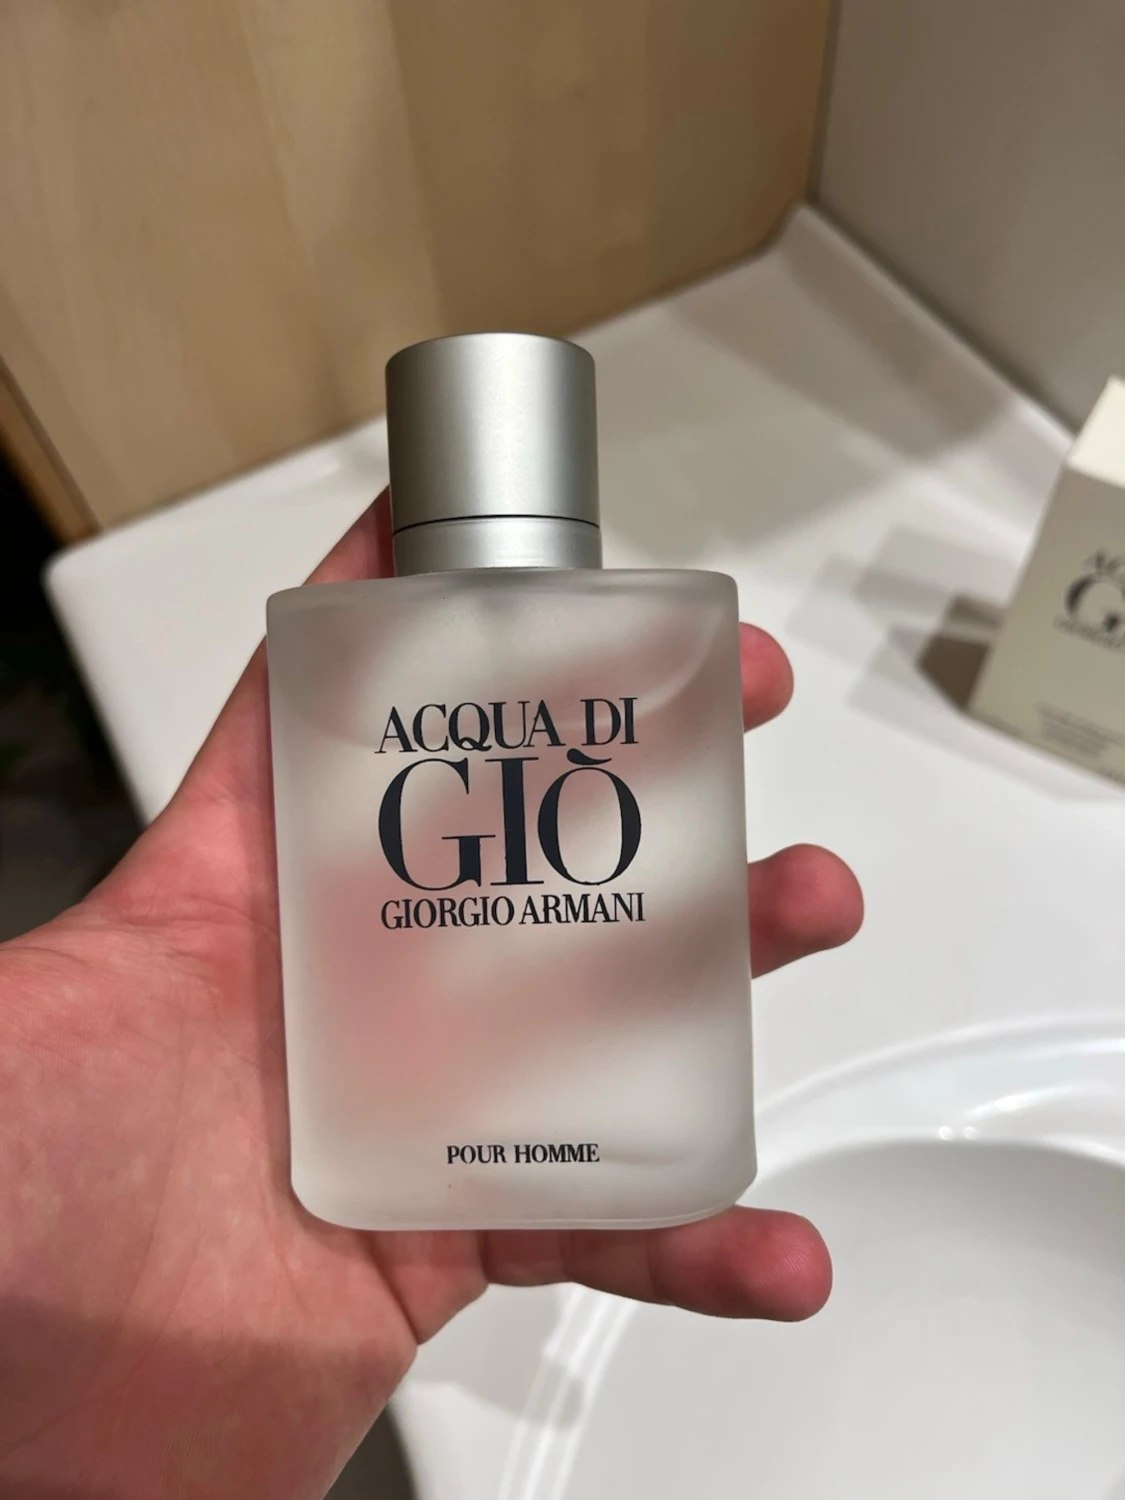 ACQUA DI
GIÒ
GIORGIO ARMANI
POUR HOMME